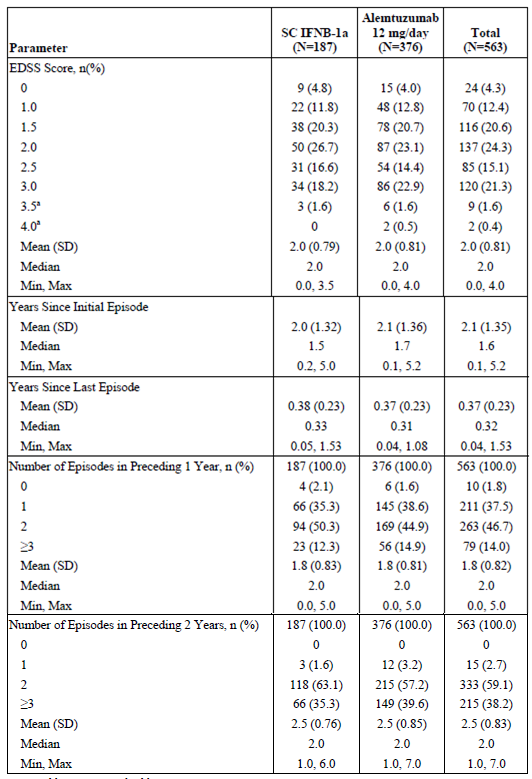 Parameter SC IFNB-1a (N=187) Alemtuzumab 12 mg/day (N=376) Total (N=563)
EDSS Score, n(%)
0 9 (4.8) 15 (4.0) 24 (4.3)
1.0 22 (11.8) 48 (12.8) 70 (12.4)
1.5 38 (20.3) 78 (20.7) 116 (20.6)
2.0 50 (26.7) 87 (23.1) 137 (24.3)
2.5 31 (16.6) 54 (14.4) 85 (15.1)
3.0 34 (18.2) 86 (22.9) 120 (21.3)
3.5ᵃ 3 (1.6) 6 (1.6) 9 (1.6)
4.0ᵃ 0 2 (0.5) 2 (0.4)
Mean (SD) 2.0 (0.79) 2.0 (0.81) 2.0 (0.81)
Median 2.0 2.0 2.0
Min, Max 0.0, 3.5 0.0, 4.0 0.0, 4.0
Years Since Initial Episode
Mean (SD) 2.0 (1.32) 2.1 (1.36) 2.1 (1.35)
Median 1.5 1.7 1.6
Min, Max 0.2, 5.0 0.1, 5.2 0.1, 5.2
Years Since Last Episode
Mean (SD) 0.38 (0.23) 0.37 (0.23) 0.37 (0.23)
Median 0.33 0.31 0.32
Min, Max 0.05, 1.53 0.04, 1.08 0.04, 1.53
Number of Episodes in Preceding 1 Year, n (%) 187 (100.0) 376 (100.0) 563 (100.0)
0 4 (2.1) 6 (1.6) 10 (1.8)
1 66 (35.3) 145 (38.6) 211 (37.5)
2 94 (50.3) 169 (44.9) 263 (46.7)
≥3 23 (12.3) 56 (14.9) 79 (14.0)
Mean (SD) 1.8 (0.83) 1.8 (0.81) 1.8 (0.82)
Median 2.0 2.0 2.0
Min, Max 0.0, 5.0 0.0, 5.0 0.0, 5.0
Number of Episodes in Preceding 2 Years, n (%) 187 (100.0) 376 (100.0) 563 (100.0)
0 0 0 0
1 3 (1.6) 12 (3.2) 15 (2.7)
2 118 (63.1) 215 (57.2) 333 (59.1)
≥3 66 (35.3) 149 (39.6) 215 (38.2)
Mean (SD) 2.5 (0.76) 2.5 (0.85) 2.5 (0.83)
Median 2.0 2.0 2.0
Min, Max 1.0, 6.0 1.0, 7.0 1.0, 7.0